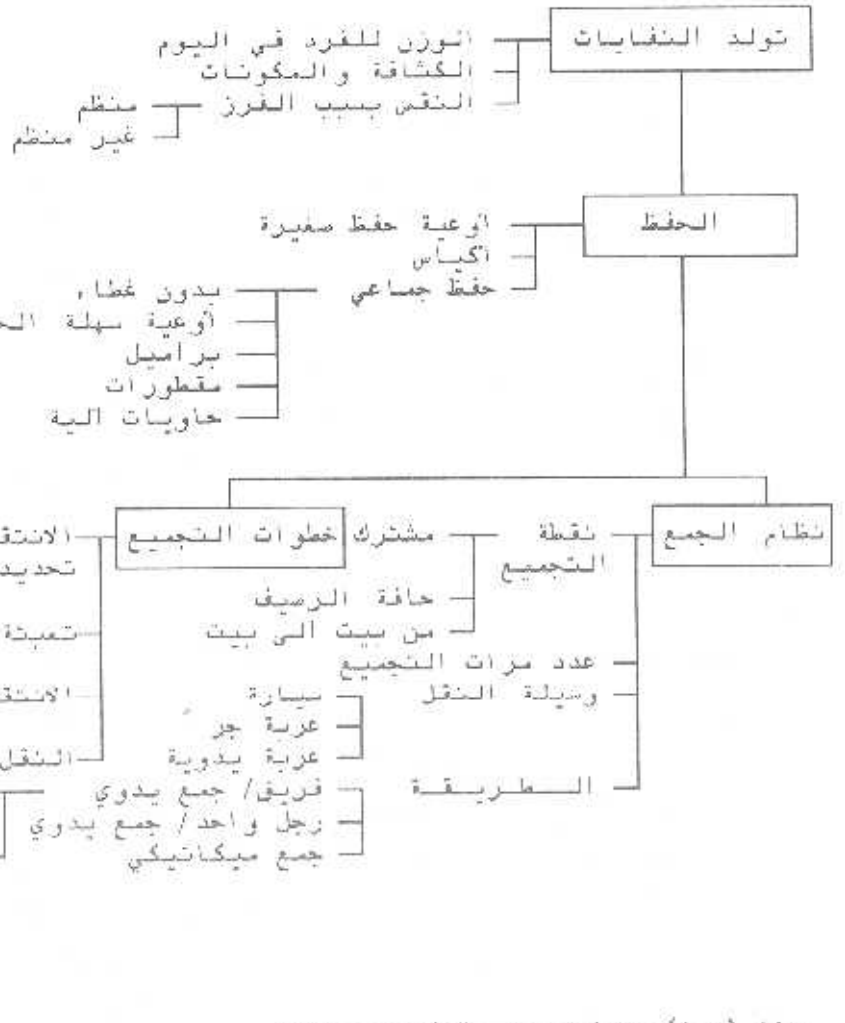 تولد النفايات
الوزن للفرد في اليوم
الكثافة والمكونات
النقص بسبب الفرز
منظم
غير منظم
الحفظ
أوعية حفظ صغيرة
أكياس
حفظ جماعي
بدون غطاء
أوعية سهلة
براميل
مقطورات
حاويات آلية
نظام الجمع
نقطة
التجميع
مشترك
حافة الرصيف
من بيت الى بيت
عدد مرات التجميع
وسيلة النقل
سيارة
عربة جر
عربة يدوية
الطريقة
فريق/ جمع يدوي
رجل واحد/ جمع يدوي
جمع ميكانيكي
خطوات التجميع
تحديد
تعبئة
النقل